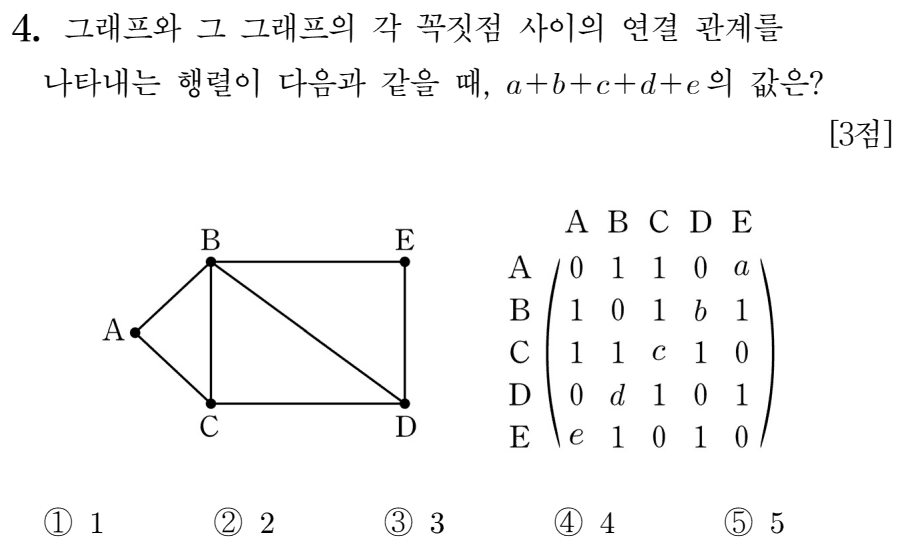 4. 그래프와 그 그래프의 각 꼭짓점 사이의 연결 관계를
나타내는 행렬이 다음과 같을 때, a+b+c+d+e의 값은?
[3점]
B E
A
C D
A B C D E
A 0 1 1 0 a
B 1 0 1 b 1
C 1 1 c 1 0
D 0 d 1 0 1
E e 1 0 1 0
① 1 ② 2 ③ 3 ④ 4 ⑤ 5